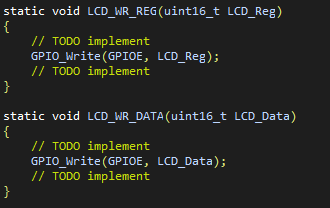 static void LCD_WR_REG(uint16_t LCD_Reg)
{
    // TODO implement
    GPIO_Write(GPIOE, LCD_Reg);
    // TODO implement
}
static void LCD_WR_DATA(uint16_t LCD_Data)
{
    // TODO implement
    GPIO_Write(GPIOE, LCD_Data);
    // TODO implement
}